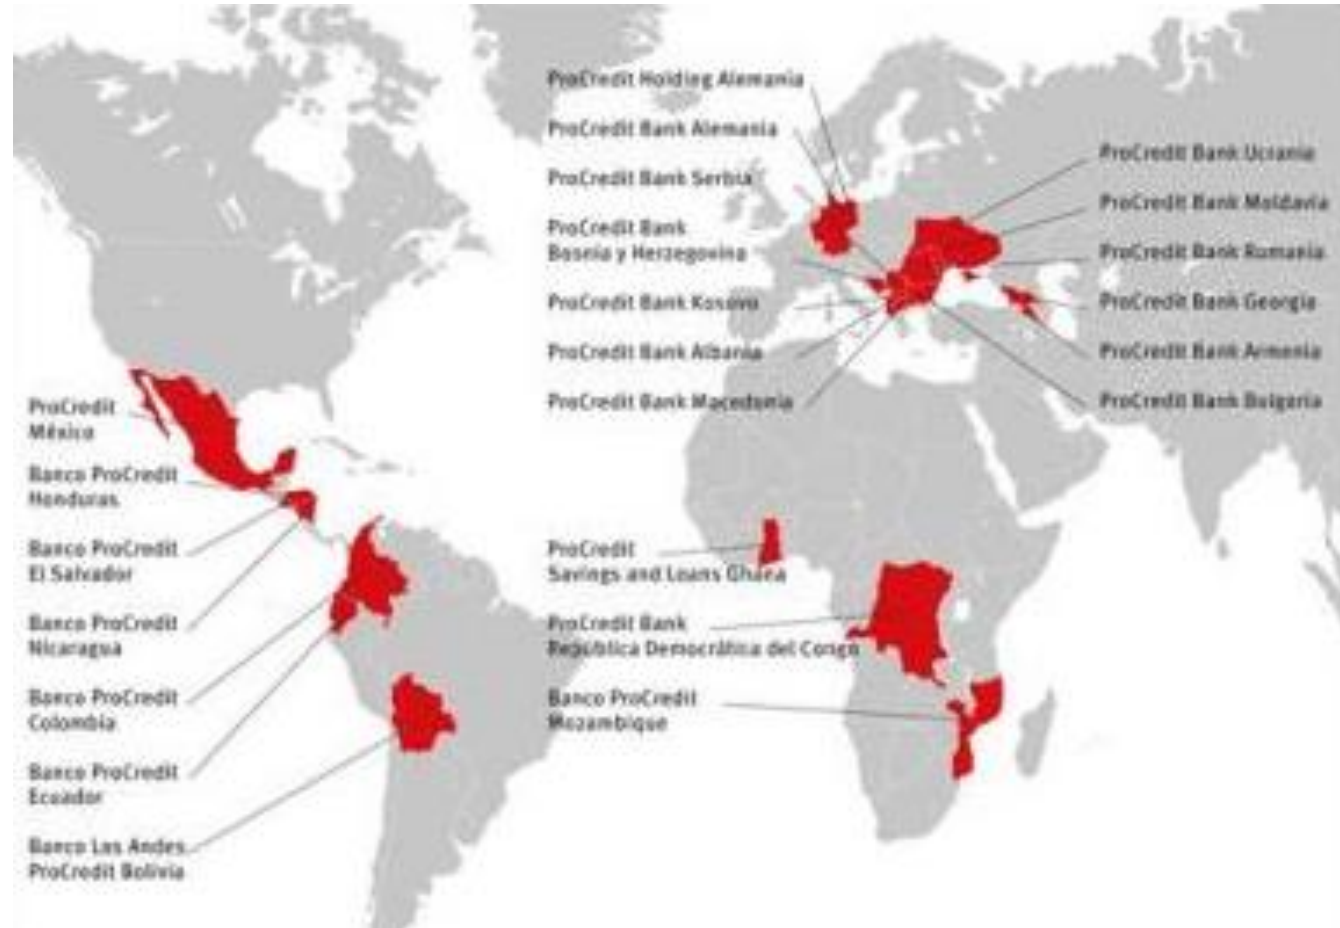 ProCredit Holding Alemania
ProCredit Bank Alemania
ProCredit Bank Serbia
ProCredit Bank
Bosnia y Herzegovina
ProCredit Bank Kosovo
ProCredit Bank Albania
ProCredit Bank Macedonia
ProCredit Bank Ucrania
ProCredit Bank Moldavia
ProCredit Bank Rumania
ProCredit Bank Georgia
ProCredit Bank Armenia
ProCredit Bank Bulgaria
ProCredit
México
Banco ProCredit
Honduras
Banco ProCredit
El Salvador
Banco ProCredit
Nicaragua
Banco ProCredit
Colombia
Banco ProCredit
Ecuador
Banco Los Andes
ProCredit Bolivia
ProCredit
Savings and Loans Ghana
ProCredit Bank
República Democrática del Congo
Banco ProCredit
Mozambique